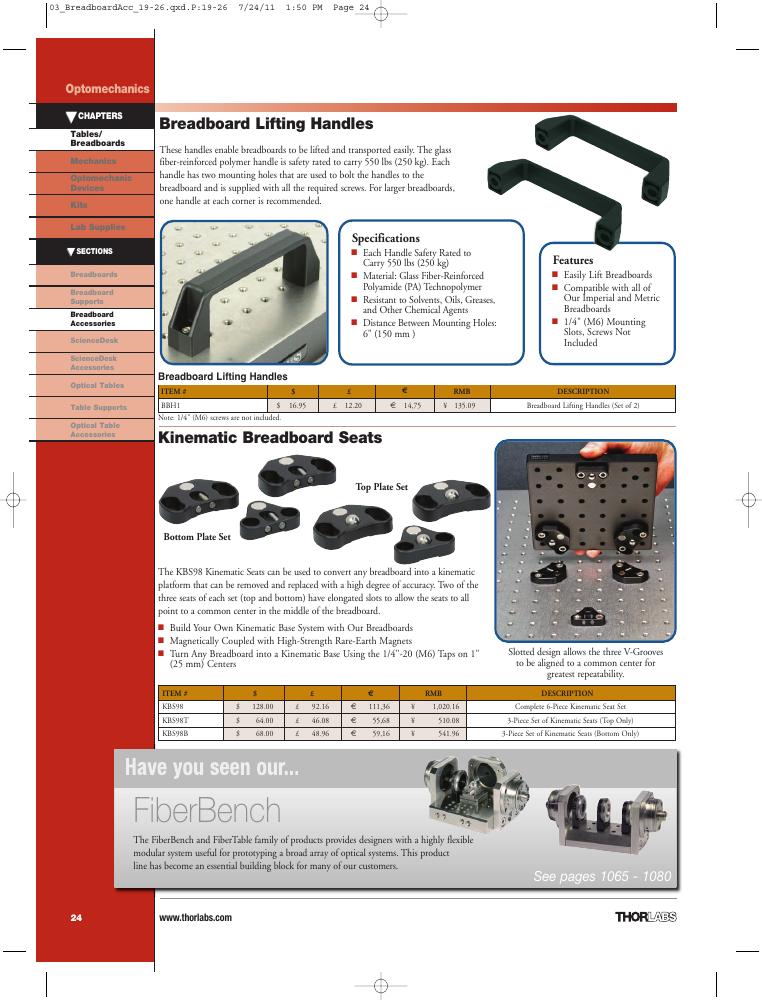 03_BreadboardAcc_19-26.qxd.P:19-26 7/24/11 1:50 PM Page 24
Optomechanics
▼CHAPTERS
Tables/
Breadboards
Mechanics
Optomechanic
Devices
Kits
Lab Supplies
▼SECTIONS
Breadboards
Breadboard
Supports
Breadboard
Accessories
ScienceDesk
ScienceDesk
Accessories
Optical Tables
Table Supports
Optical Table
Accessories
Breadboard Lifting Handles
These handles enable breadboards to be lifted and transported easily. The glass
fiber-reinforced polymer handle is safety rated to carry 550 lbs (250 kg). Each
handle has two mounting holes that are used to bolt the handles to the
breadboard and is supplied with all the required screws. For larger breadboards,
one handle at each corner is recommended.
Specifications
■ Each Handle Safety Rated to
Carry 550 lbs (250 kg)
■ Material: Glass Fiber-Reinforced
Polyamide (PA) Technopolymer
■ Resistant to Solvents, Oils, Greases,
and Other Chemical Agents
■ Distance Between Mounting Holes:
6" (150 mm )
Features
■ Easily Lift Breadboards
■ Compatible with all of
Our Imperial and Metric
Breadboards
■ 1/4" (M6) Mounting
Slots, Screws Not
Included
Breadboard Lifting Handles
ITEM # $ £ € RMB DESCRIPTION
BBH1 $ 16.95 £ 12.20 € 14,75 ¥ 135.09 Breadboard Lifting Handles (Set of 2)
Note: 1/4" (M6) screws are not included.
Kinematic Breadboard Seats
Top Plate Set
Bottom Plate Set
The KBS98 Kinematic Seats can be used to convert any breadboard into a kinematic
platform that can be removed and replaced with a high degree of accuracy. Two of the
three seats of each set (top and bottom) have elongated slots to allow the seats to all
point to a common center in the middle of the breadboard.
■ Build Your Own Kinematic Base System with Our Breadboards
■ Magnetically Coupled with High-Strength Rare-Earth Magnets
■ Turn Any Breadboard into a Kinematic Base Using the 1/4"-20 (M6) Taps on 1"
(25 mm) Centers
Slotted design allows the three V-Grooves
to be aligned to a common center for
greatest repeatability.
ITEM # $ £ € RMB DESCRIPTION
KBS98 $ 128.00 £ 92.16 € 111,36 ¥ 1,020.16 Complete 6-Piece Kinematic Seat Set
KBS98T $ 64.00 £ 46.08 € 55,68 ¥ 510.08 3-Piece Set of Kinematic Seats (Top Only)
KBS98B $ 68.00 £ 48.96 € 59,16 ¥ 541.96 3-Piece Set of Kinematic Seats (Bottom Only)
Have you seen our...
FiberBench
The FiberBench and FiberTable family of products provides designers with a highly flexible
modular system useful for prototyping a broad array of optical systems. This product
line has become an essential building block for many of our customers.
See pages 1065 - 1080
24
www.thorlabs.com
THORLABS